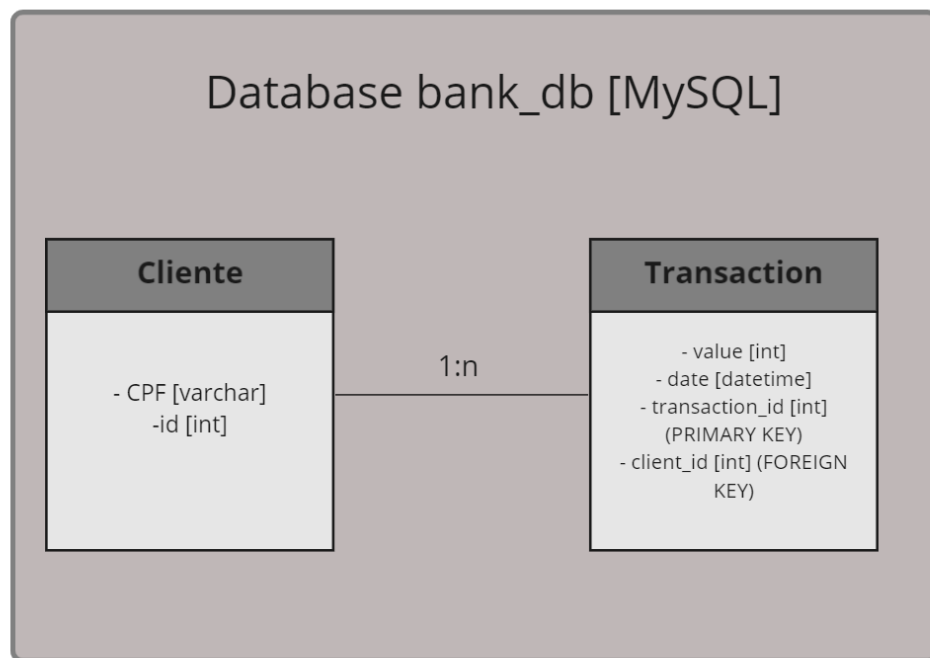 Database bank_db [MySQL]
Cliente
- CPF [varchar]
-id [int]
1:n
Transaction
- value [int]
- date [datetime]
- transaction_id [int]
(PRIMARY KEY)
- client_id [int] (FOREIGN
KEY)